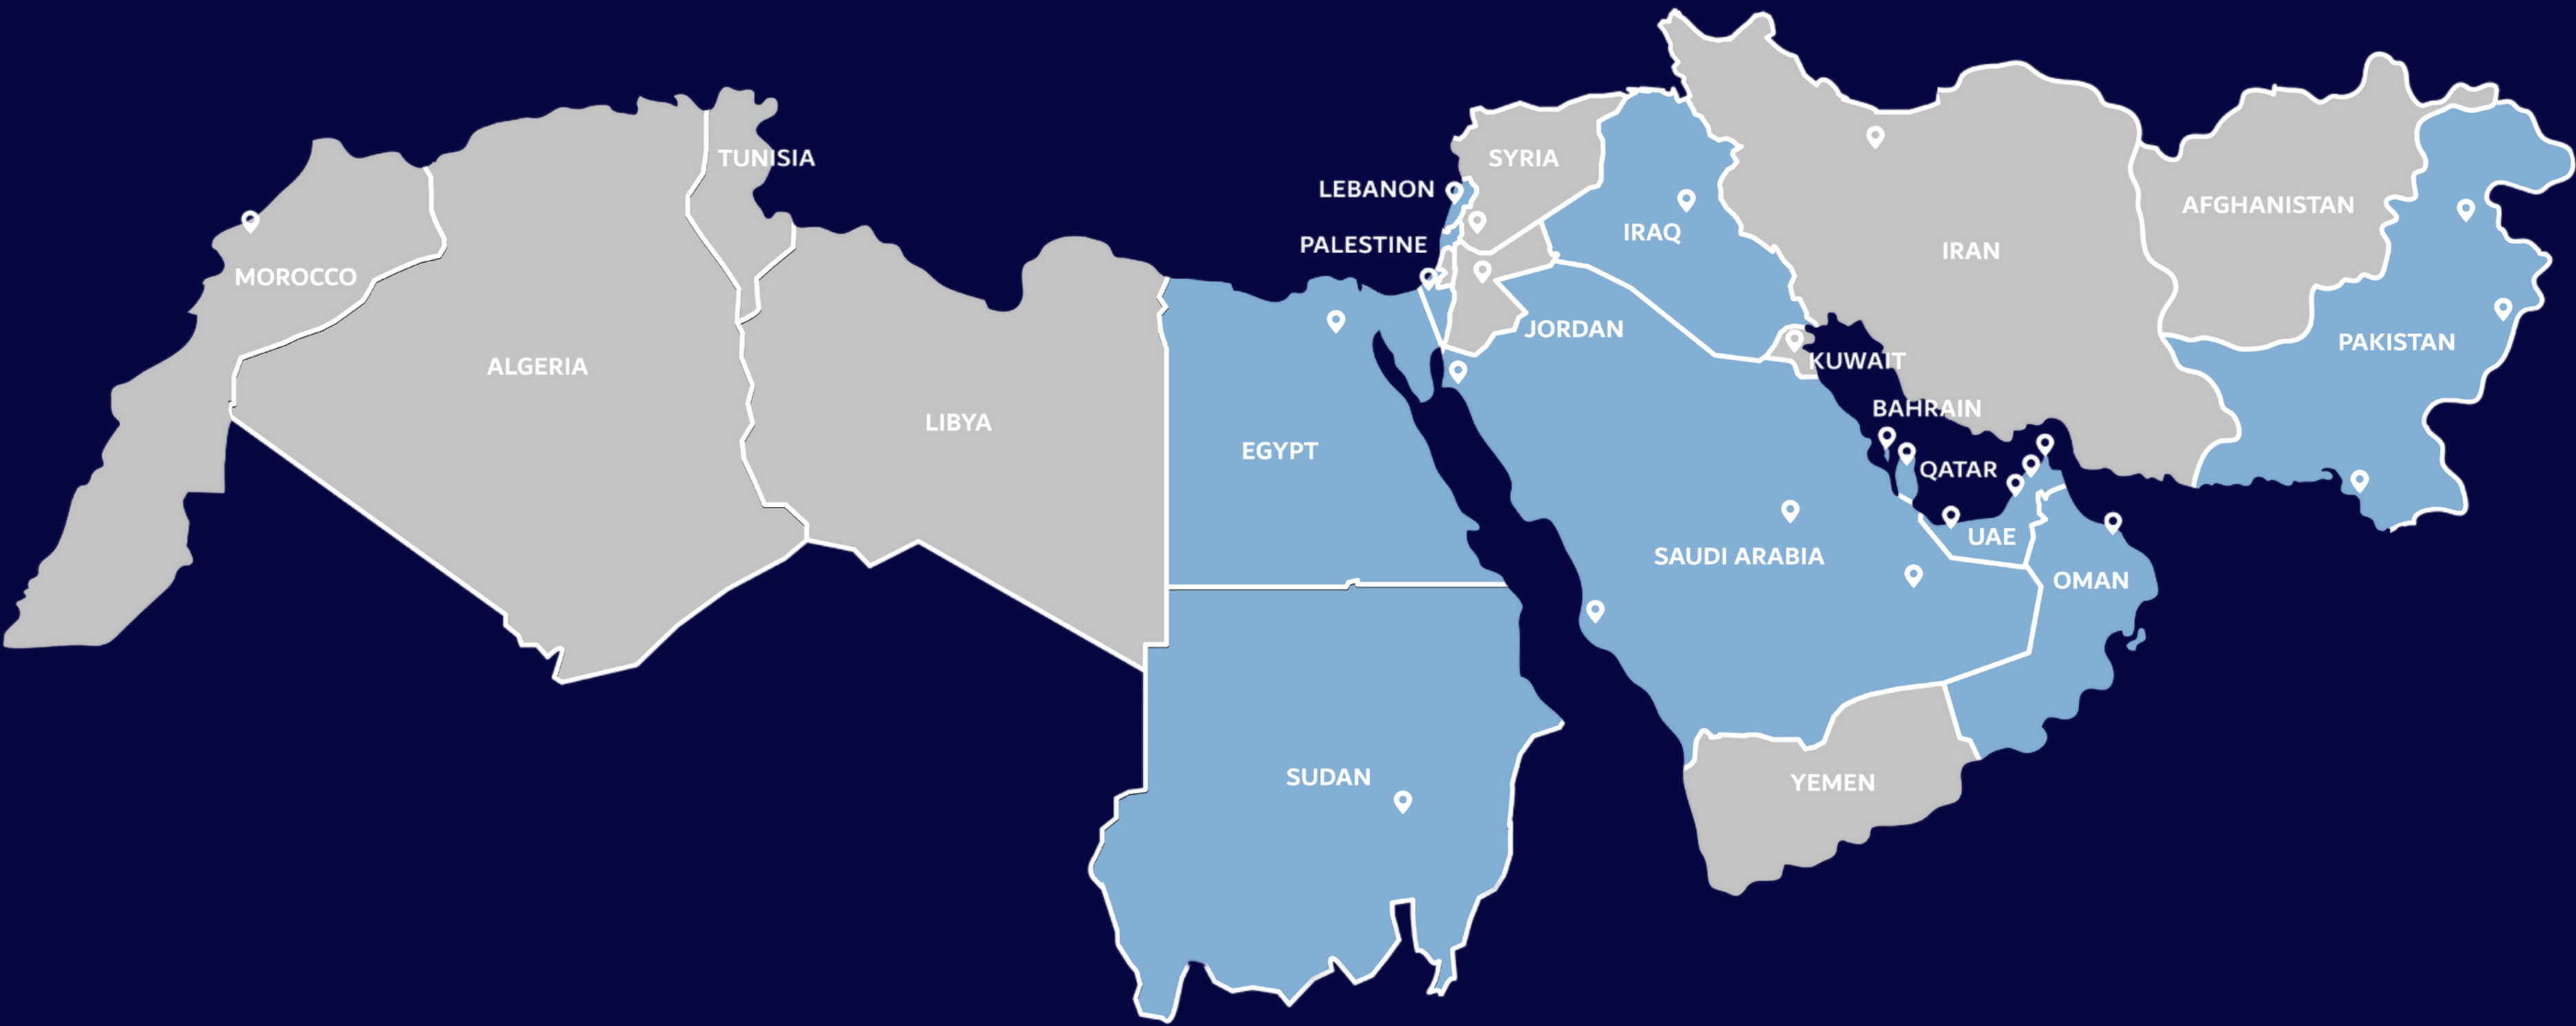 TUNISIA
SYRIA
LEBANON
AFGHANISTAN
IRAQ
PALESTINE
IRAN
MOROCCO
JORDAN
PAKISTAN
KUWAIT
ALGERIA
BAHRAIN
LIBYA
EGYPT
QATAR
UAE
SAUDI ARABIA
OMAN
SUDAN
YEMEN